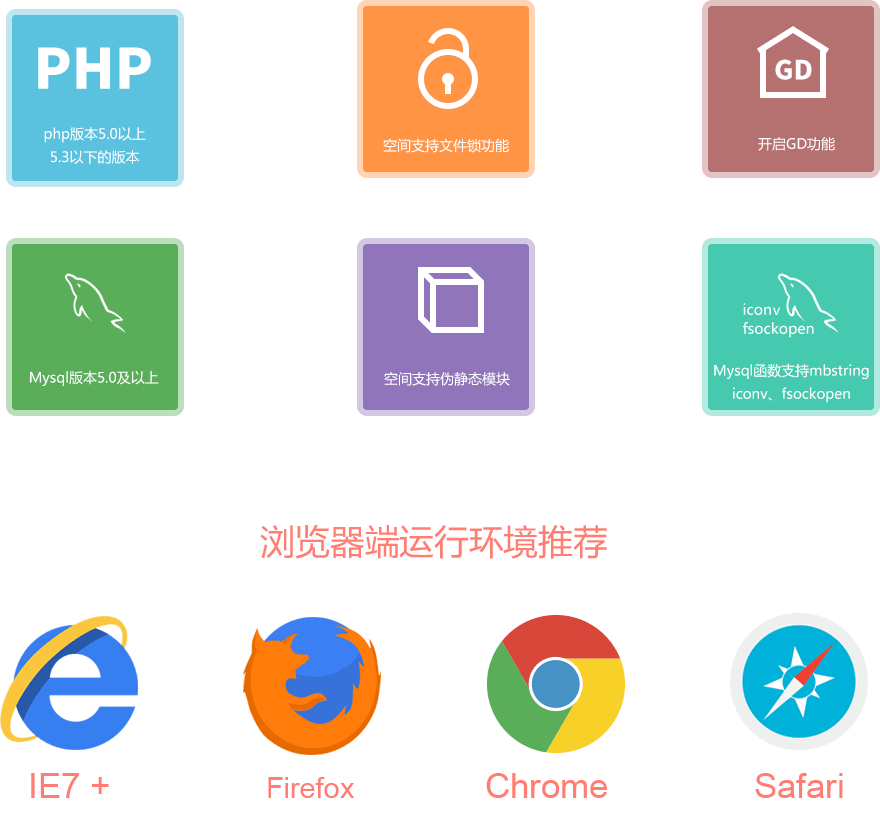 PHP
php版本5.0以上
5.3以下的版本
空间支持文件锁功能
GD
开启GD功能
Mysql版本5.0及以上
空间支持伪静态模块
iconv
fsockopen
Mysql函数支持mbstring
iconv、fsockopen
浏览器端运行环境推荐
IE7 +
Firefox
Chrome
Safari